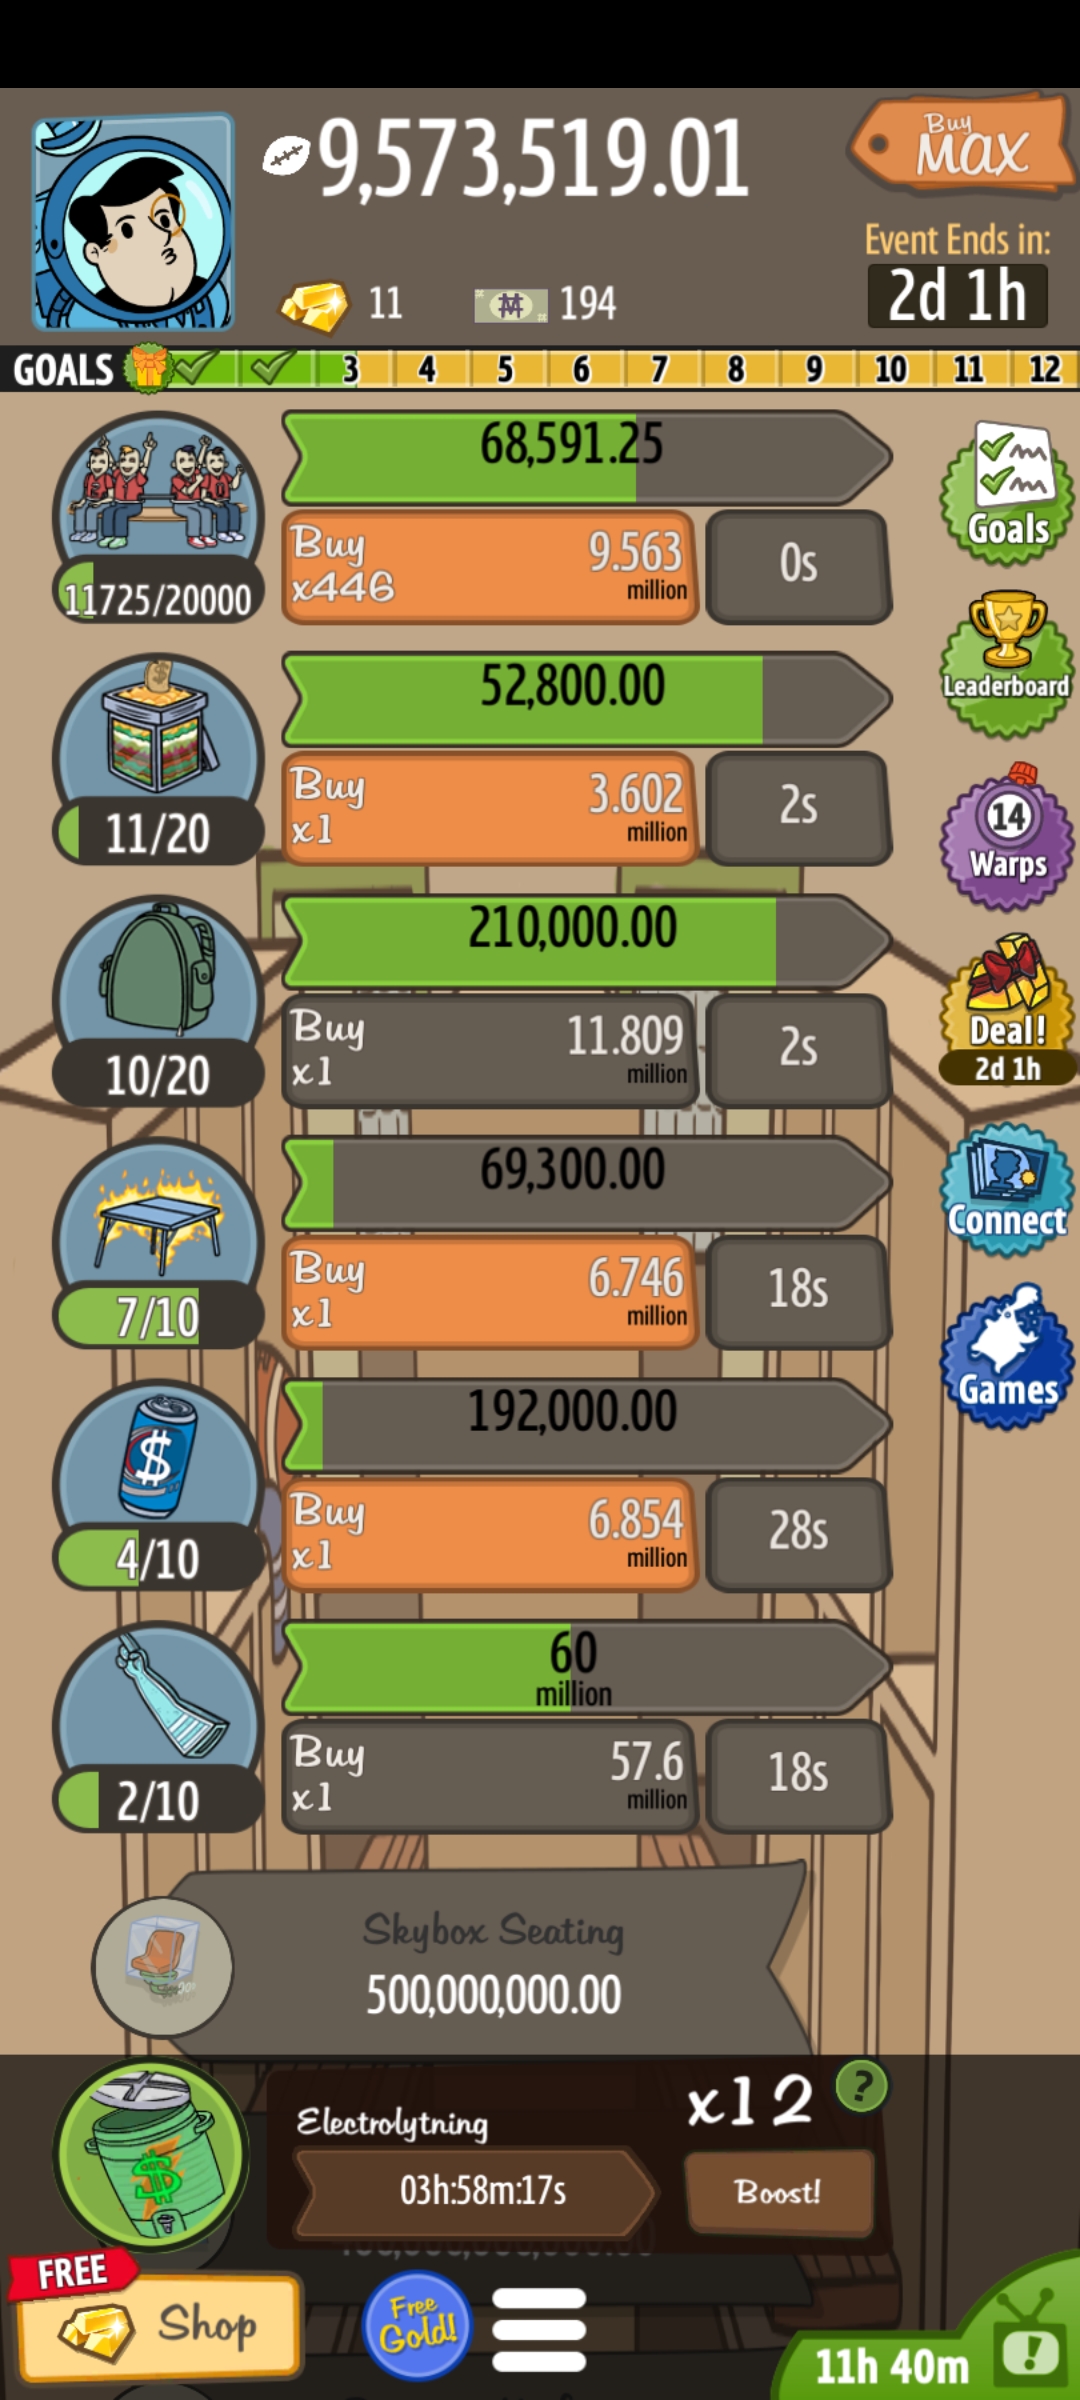 9,573,519.01
Buy
MAX
Event Ends in:
2d 1h
11
194
GOALS 3 4 5 6 7 8 9 10 11 12
68,591.25
Buy
x446
9.563
million
0s
11725/20000
52,800.00
Buy
x1
3.602
million
2s
11/20
210,000.00
Buy
x1
11.809
million
2s
10/20
69,300.00
Buy
x1
6.746
million
18s
7/10
192,000.00
Buy
x1
6.854
million
28s
4/10
60
million
Buy
x1
57.6
million
18s
2/10
Goals
Leaderboard
14
Warps
Deal!
2d 1h
Connect
Games
Skybox Seating
500,000,000.00
Electrolytning
x12
?
03h:58m:17s
Boost!
FREE
Shop
Free
Gold!
11h 40m